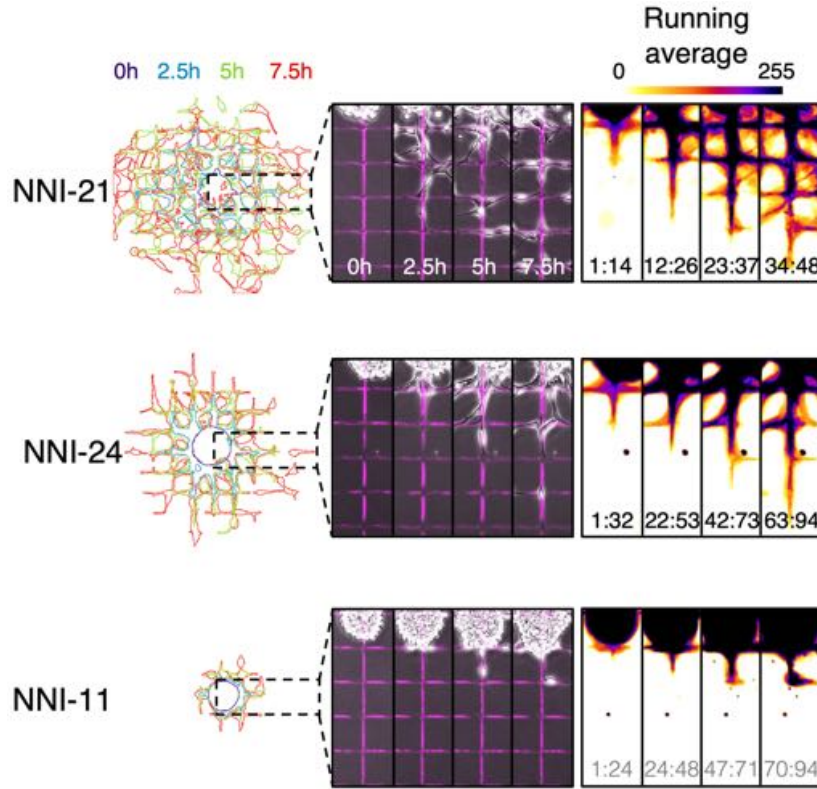 Running
average
0h 2.5h 5h 7.5h
0 255
NNI-21
0h 2.5h 5h 7.5h
1:14 12:26 23:37 34:48
NNI-24
1:32 22:53 42:73 63:94
NNI-11
1:24 24:48 47:71 70:94